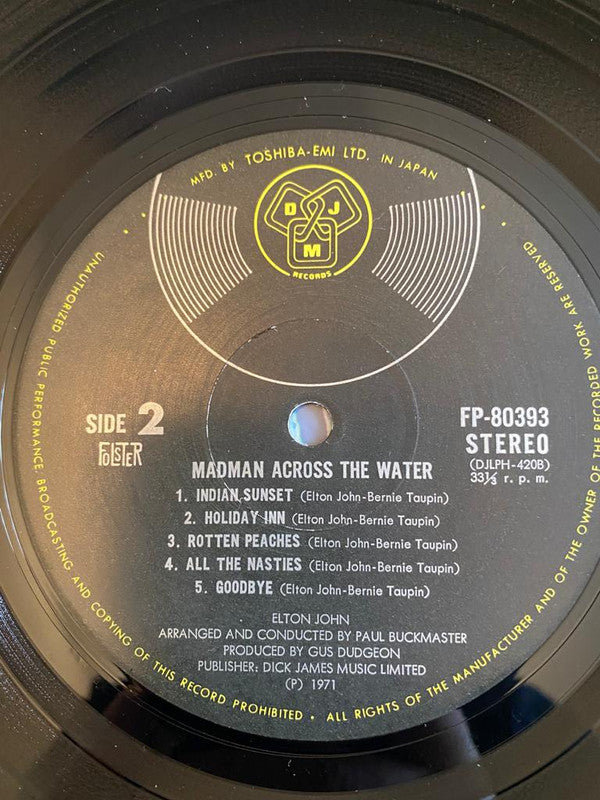 MFD. BY TOSHIBA-EMI LTD. IN JAPAN
D J
M
RECORDS
SIDE 2
FOLSTER
FP-80393
STEREO
(DJLPH-420B)
33⅓ r. p. m.
MADMAN ACROSS THE WATER
1. INDIAN SUNSET (Elton John-Bernie Taupin)
2. HOLIDAY INN (Elton John-Bernie Taupin)
3. ROTTEN PEACHES (Elton John-Bernie Taupin)
4. ALL THE NASTIES (Elton John-Bernie Taupin)
5. GOODBYE (Elton John-Bernie Taupin)
ELTON JOHN
ARRANGED AND CONDUCTED BY PAUL BUCKMASTER
PRODUCED BY GUS DUDGEON
PUBLISHER: DICK JAMES MUSIC LIMITED
(P) 1971
UNAUTHORIZED PUBLIC PERFORMANCE, BROADCASTING AND COPYING OF THIS RECORD PROHIBITED • ALL RIGHTS OF THE MANUFACTURER AND OF THE OWNER OF THE RECORDED WORK ARE RESERVED